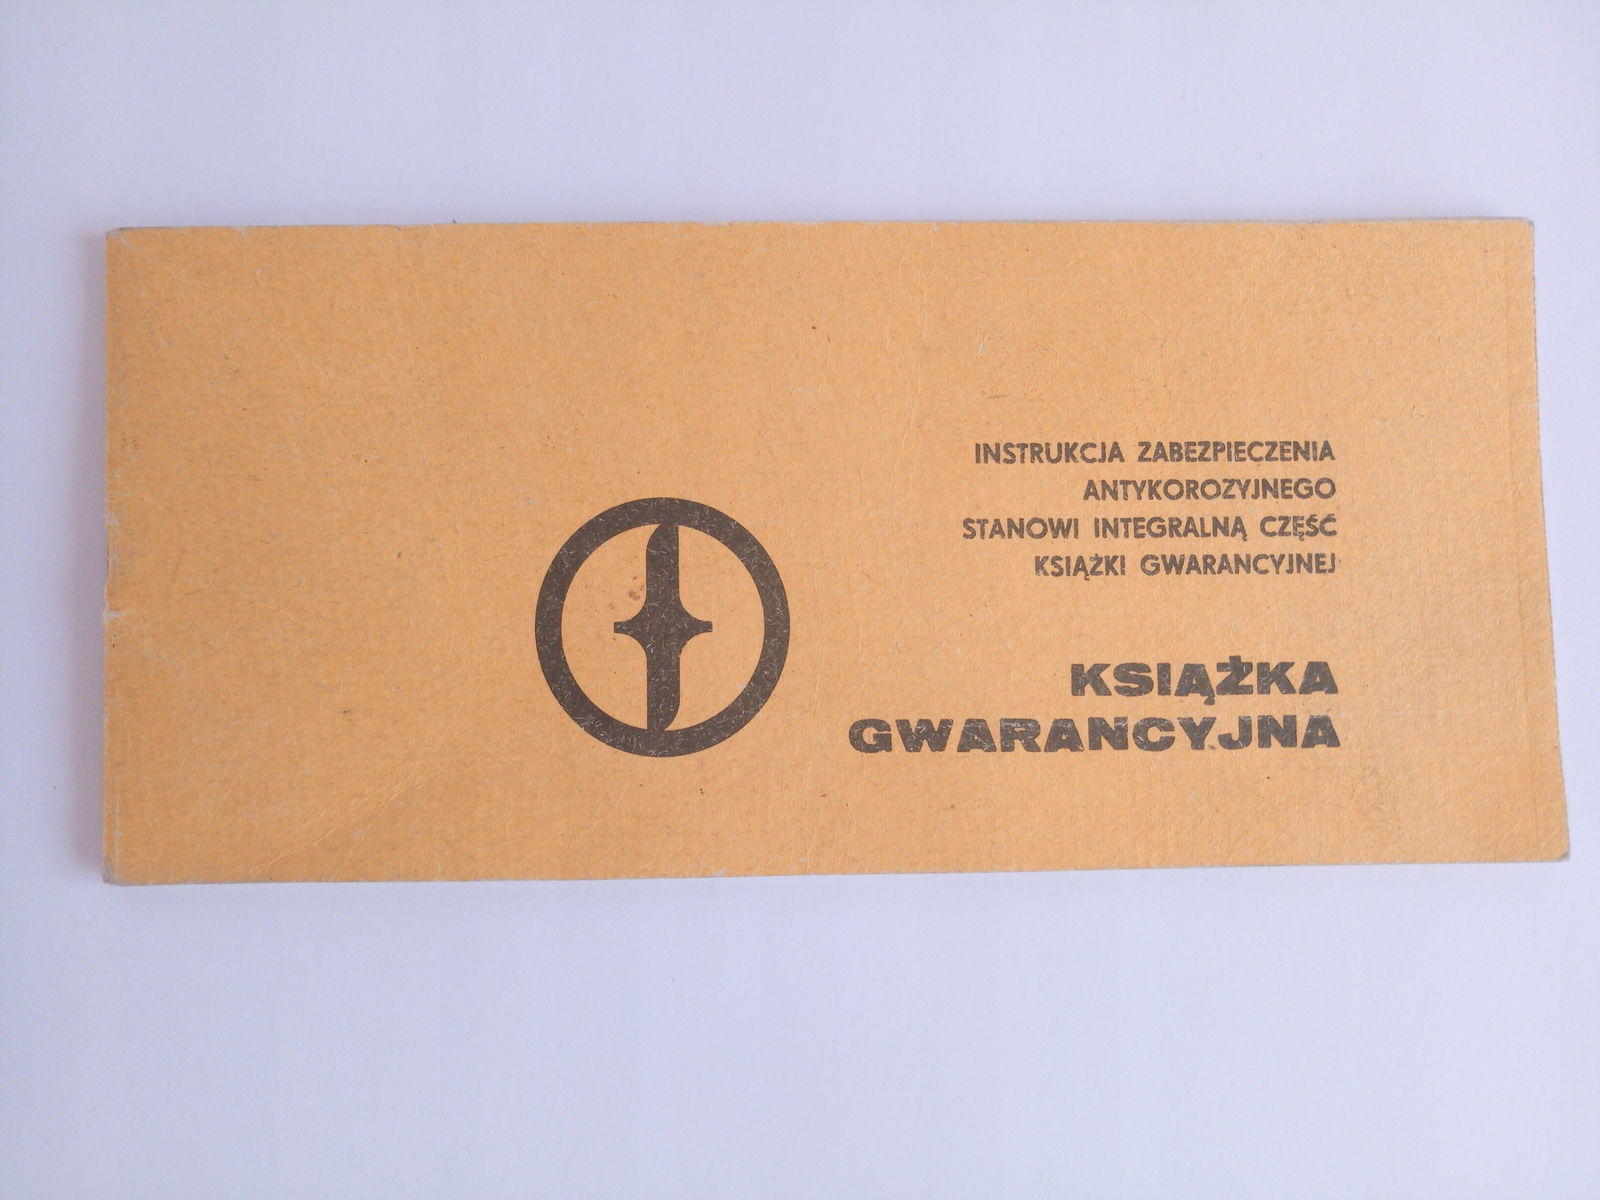 INSTRUKCJA ZABEZPIECZENIA
ANTYKOROZYJNEGO
STANOWI INTEGRALNĄ CZĘŚĆ
KSIĄŻKI GWARANCYJNEJ
KSIĄŻKA
GWARANCYJNA